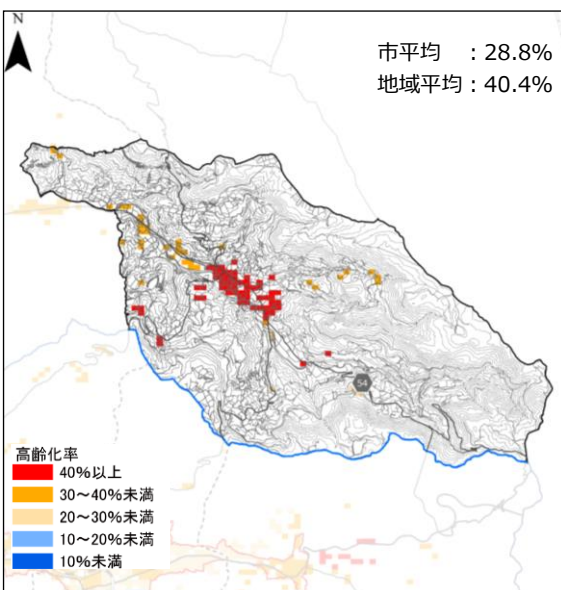 N
市平均 : 28.8%
地域平均 : 40.4%
54
高齢化率
40%以上
30～40%未満
20～30%未満
10～20%未満
10%未満